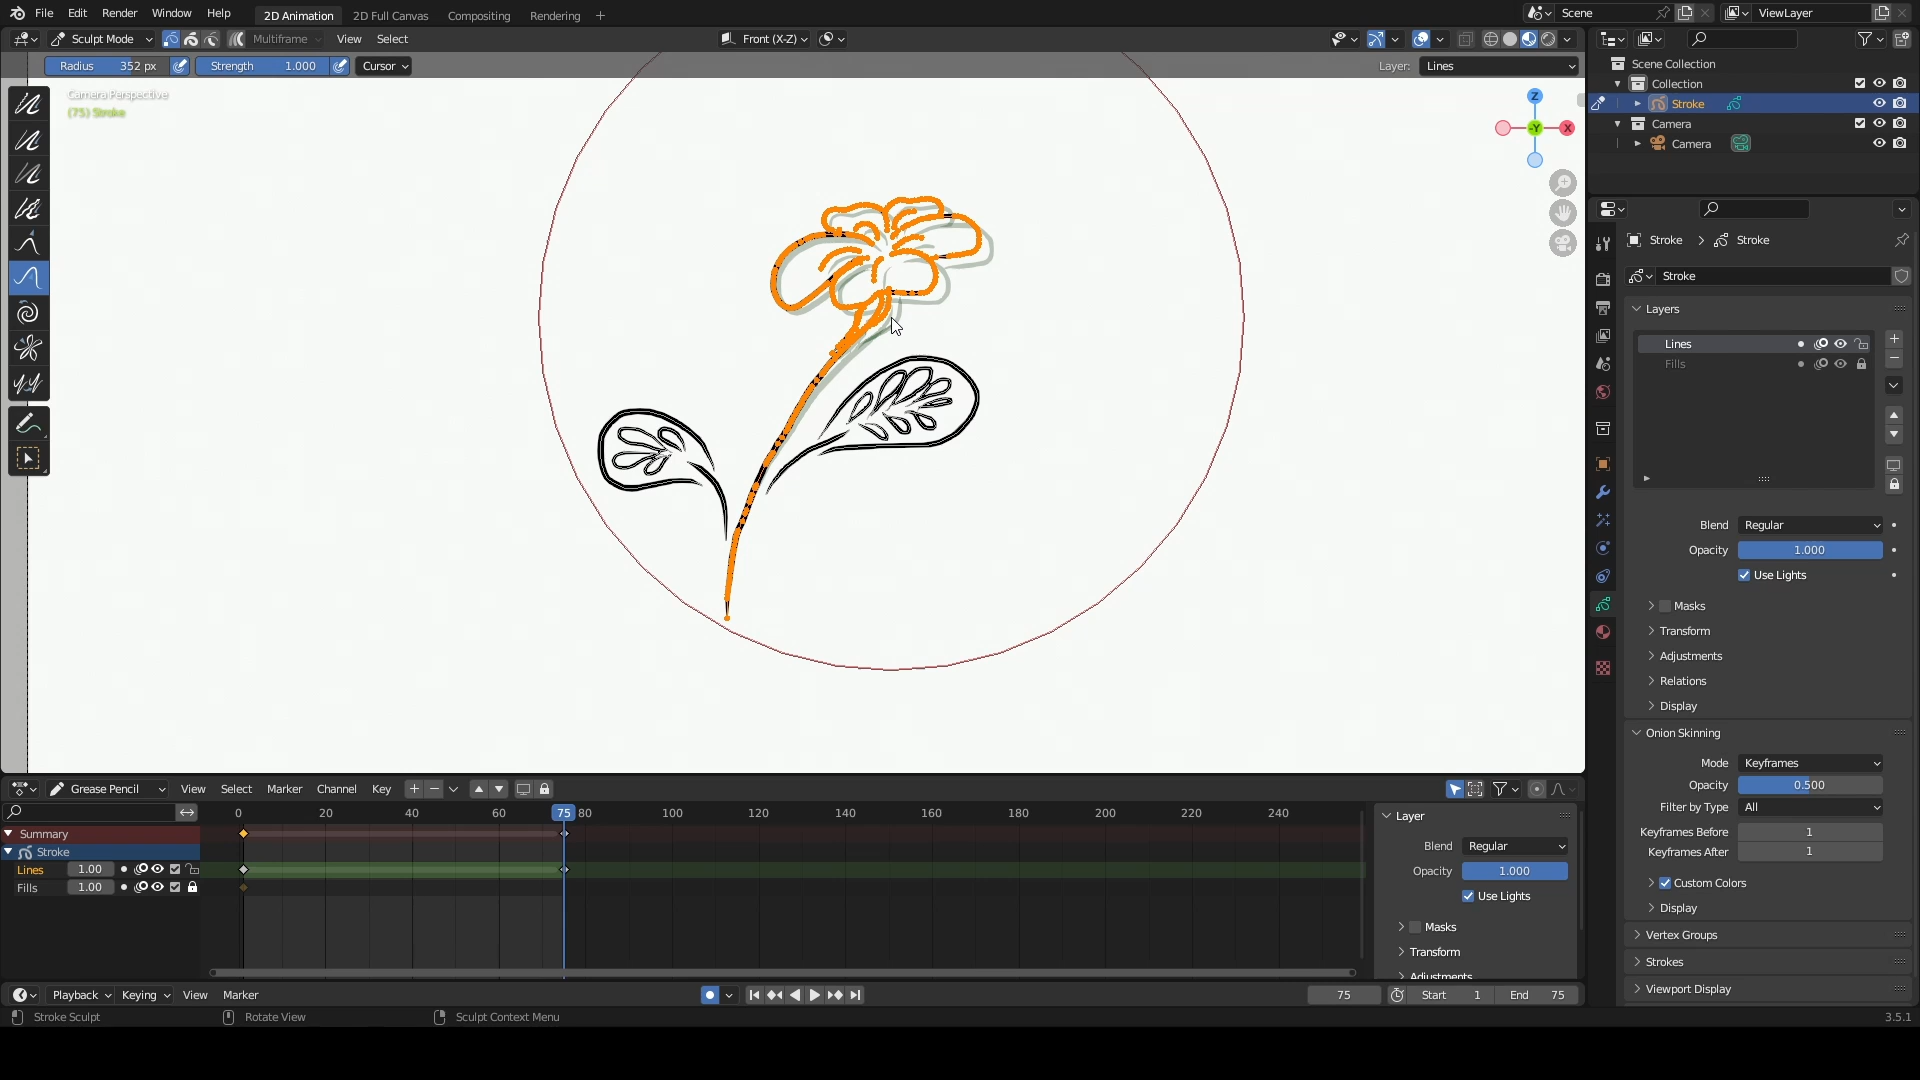 File Edit Render Window Help 2D Animation 2D Full Canvas Compositing Rendering + Scene ViewLayer
Sculpt Mode Multiframe View Select Front (X-Z)
Radius 352 px Strength 1.000 Cursor Layer: Lines
Camera Perspective
(75) Stroke
Z
-Y X
Scene Collection
Collection
Stroke
Camera
Camera
Stroke > Stroke
Stroke
Layers
Lines
Fills
Blend Regular
Opacity 1.000
Use Lights
Masks
Transform
Adjustments
Relations
Display
Onion Skinning
Mode Keyframes
Opacity 0.500
Filter by Type All
Keyframes Before 1
Keyframes After 1
Custom Colors
Display
Vertex Groups
Strokes
Viewport Display
Grease Pencil View Select Marker Channel Key
0 20 40 60 75 80 100 120 140 160 180 200 220 240
Summary
Stroke
Lines 1.00
Fills 1.00
Layer
Blend Regular
Opacity 1.000
Use Lights
Masks
Transform
Adjustments
Playback Keying View Marker 75 Start 1 End 75
Stroke Sculpt Rotate View Sculpt Context Menu 3.5.1